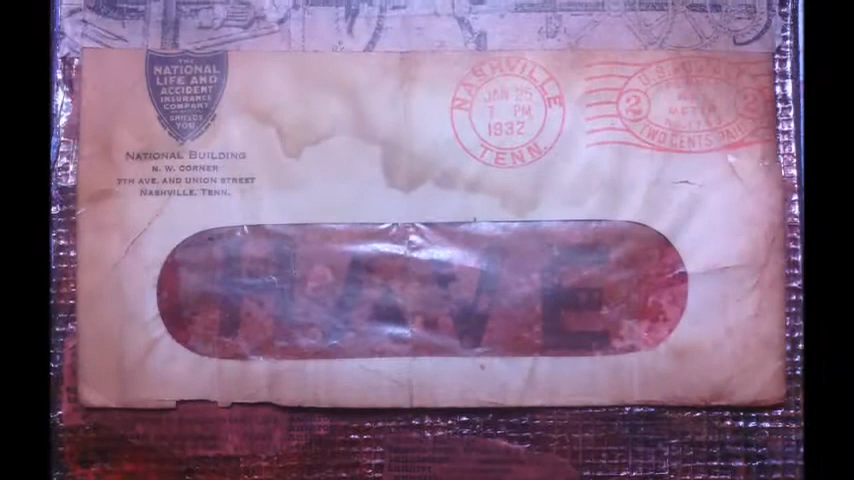 THE
NATIONAL
LIFE AND
ACCIDENT
INSURANCE
COMPANY
SHIELDS
YOU
NATIONAL BUILDING
N. W. CORNER
7TH AVE. AND UNION STREET
NASHVILLE, TENN.
NASHVILLE
JAN 25
7 PM
1932
TENN.
U.S. POSTAGE
2 2
TWO CENTS PAID
HAVE